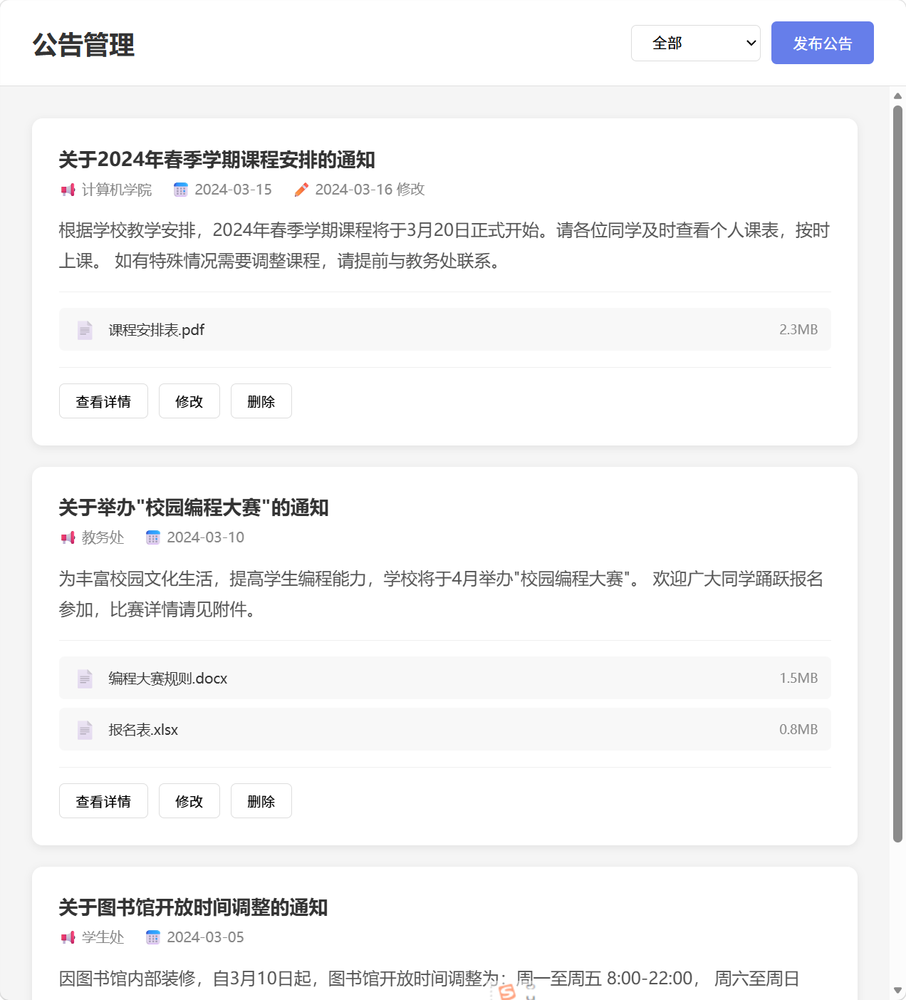 公告管理
全部
发布公告
关于2024年春季学期课程安排的通知
计算机学院 2024-03-15 2024-03-16 修改
根据学校教学安排，2024年春季学期课程将于3月20日正式开始。请各位同学及时查看个人课表，按时
上课。 如有特殊情况需要调整课程，请提前与教务处联系。
课程安排表.pdf 2.3MB
查看详情 修改 删除
关于举办"校园编程大赛"的通知
教务处 2024-03-10
为丰富校园文化生活，提高学生编程能力，学校将于4月举办"校园编程大赛"。 欢迎广大同学踊跃报名
参加，比赛详情请见附件。
编程大赛规则.docx 1.5MB
报名表.xlsx 0.8MB
查看详情 修改 删除
关于图书馆开放时间调整的通知
学生处 2024-03-05
因图书馆内部装修，自3月10日起，图书馆开放时间调整为：周一至周五 8:00-22:00， 周六至周日